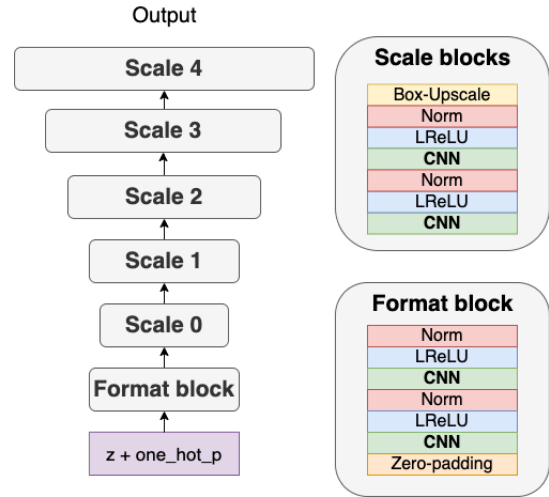 Output
Scale 4
Scale 3
Scale 2
Scale 1
Scale 0
Format block
z + one_hot_p
Scale blocks
Box-Upscale
Norm
LReLU
CNN
Norm
LReLU
CNN
Format block
Norm
LReLU
CNN
Norm
LReLU
CNN
Zero-padding